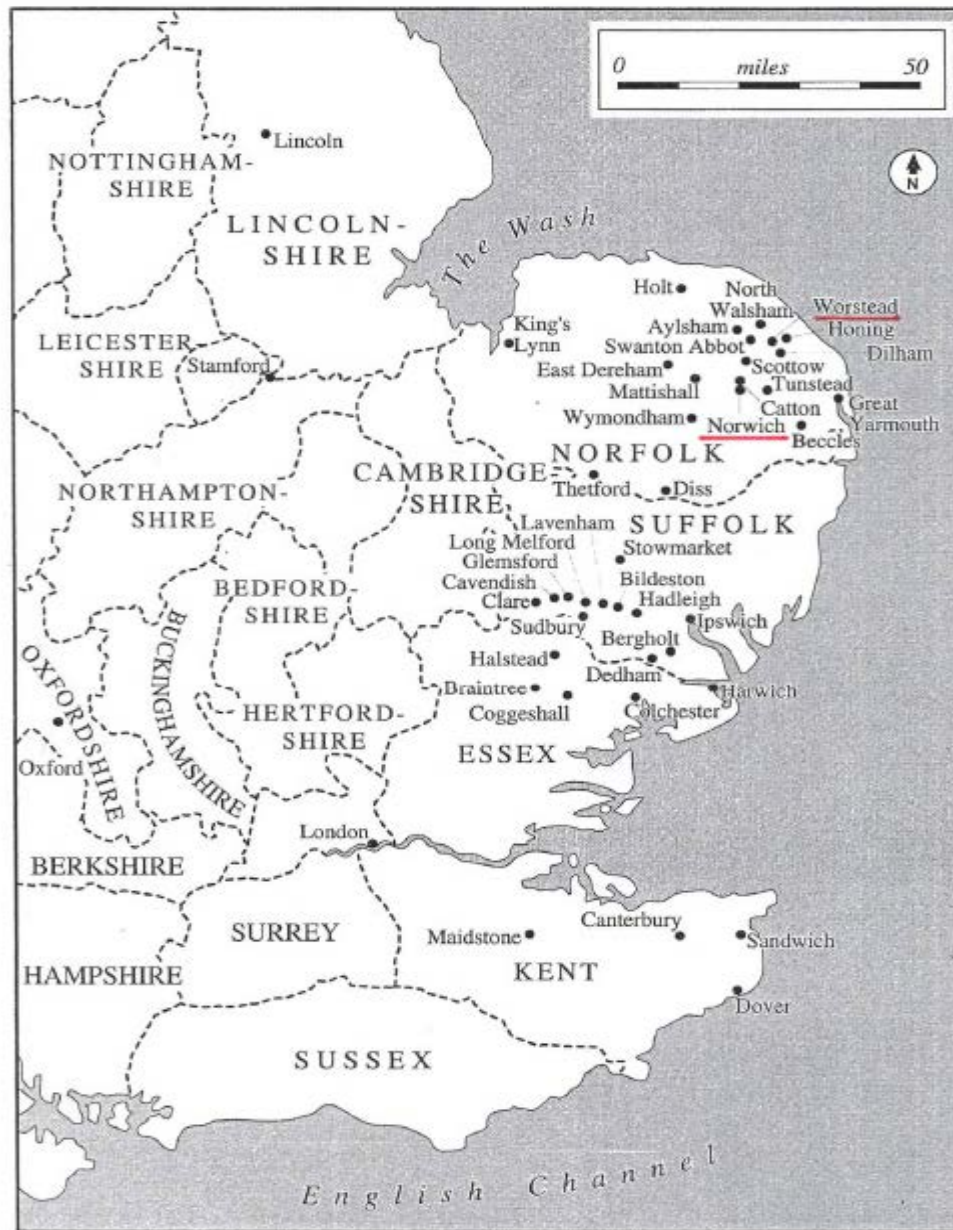 0 miles 50
N
Lincoln
NOTTINGHAM-
SHIRE
LINCOLN-
SHIRE
The Wash
Holt
North
Walsham
Worstead
Honing
Dilham
King's
Lynn
Aylsham
Swanton Abbot
Scottow
LEICESTER
SHIRE
Stamford
East Dereham
Mattishall
Tunstead
Catton
Great
Yarmouth
Wymondham
Norwich
Beccles
NORFOLK
CAMBRIDGE
SHIRE
Thetford
Diss
NORTHAMPTON-
SHIRE
SUFFOLK
Lavenham
Long Melford
Stowmarket
Glemsford
Cavendish
Bildeston
Clare
Hadleigh
Sudbury
Ipswich
BEDFORD-
SHIRE
BUCKINGHAMSHIRE
OXFORDSHIRE
Oxford
Bergholt
Halstead
Dedham
Braintree
Harwich
Coggeshall
Colchester
HERTFORD-
SHIRE
ESSEX
London
BERKSHIRE
SURREY
Maidstone
Canterbury
Sandwich
KENT
HAMPSHIRE
Dover
SUSSEX
English Channel